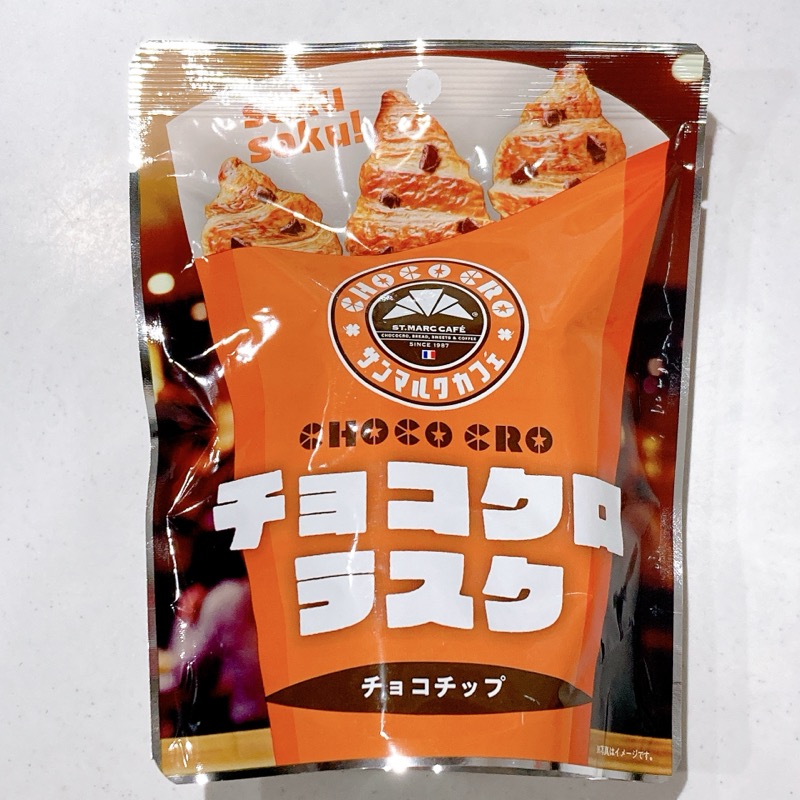 saku
saku!
CHOCO CRO
ST.MARC CAFÉ
CHOCOCRO, BREAD, SWEETS & COFFEE
SINCE 1987
サンマルクカフェ
CHOCO CRO
チョコクロ
ラスク
チョコチップ
※写真はイメージです。